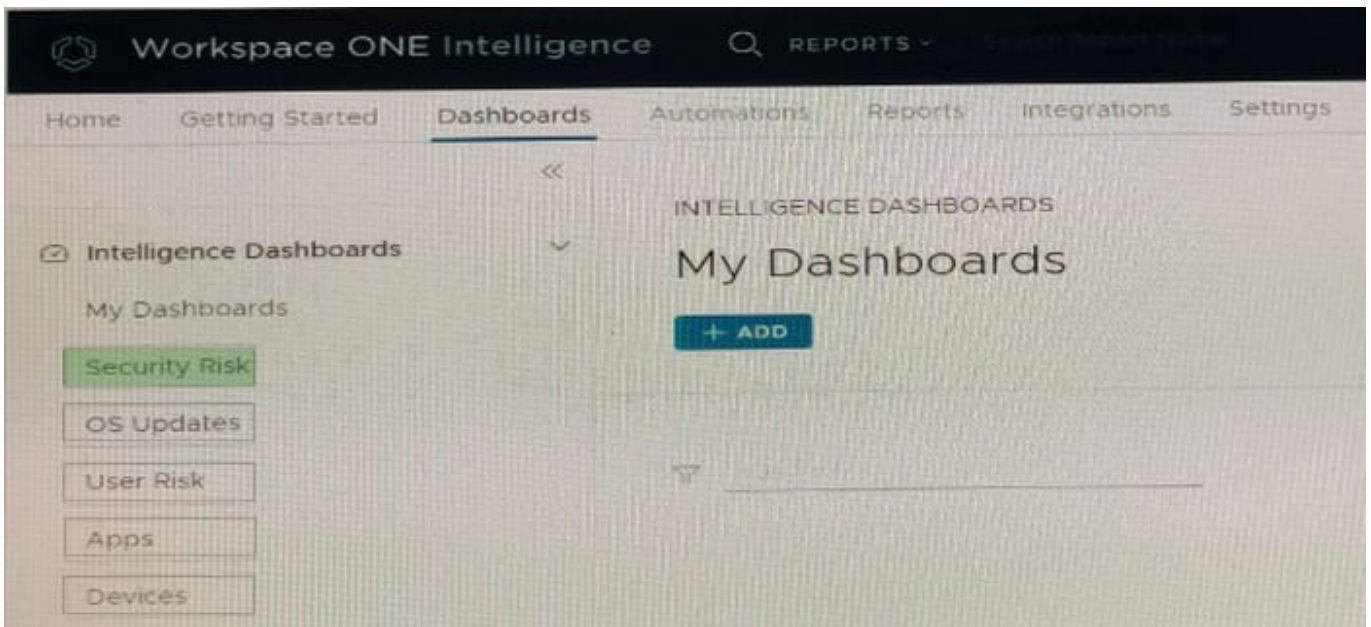 Workspace ONE Intelligence REPORTS
Home Getting Started Dashboards Automations Reports Integrations Settings
INTELLIGENCE DASHBOARDS
Intelligence Dashboards
My Dashboards
+ ADD
My Dashboards
Security Risk
OS Updates
User Risk
Apps
Devices